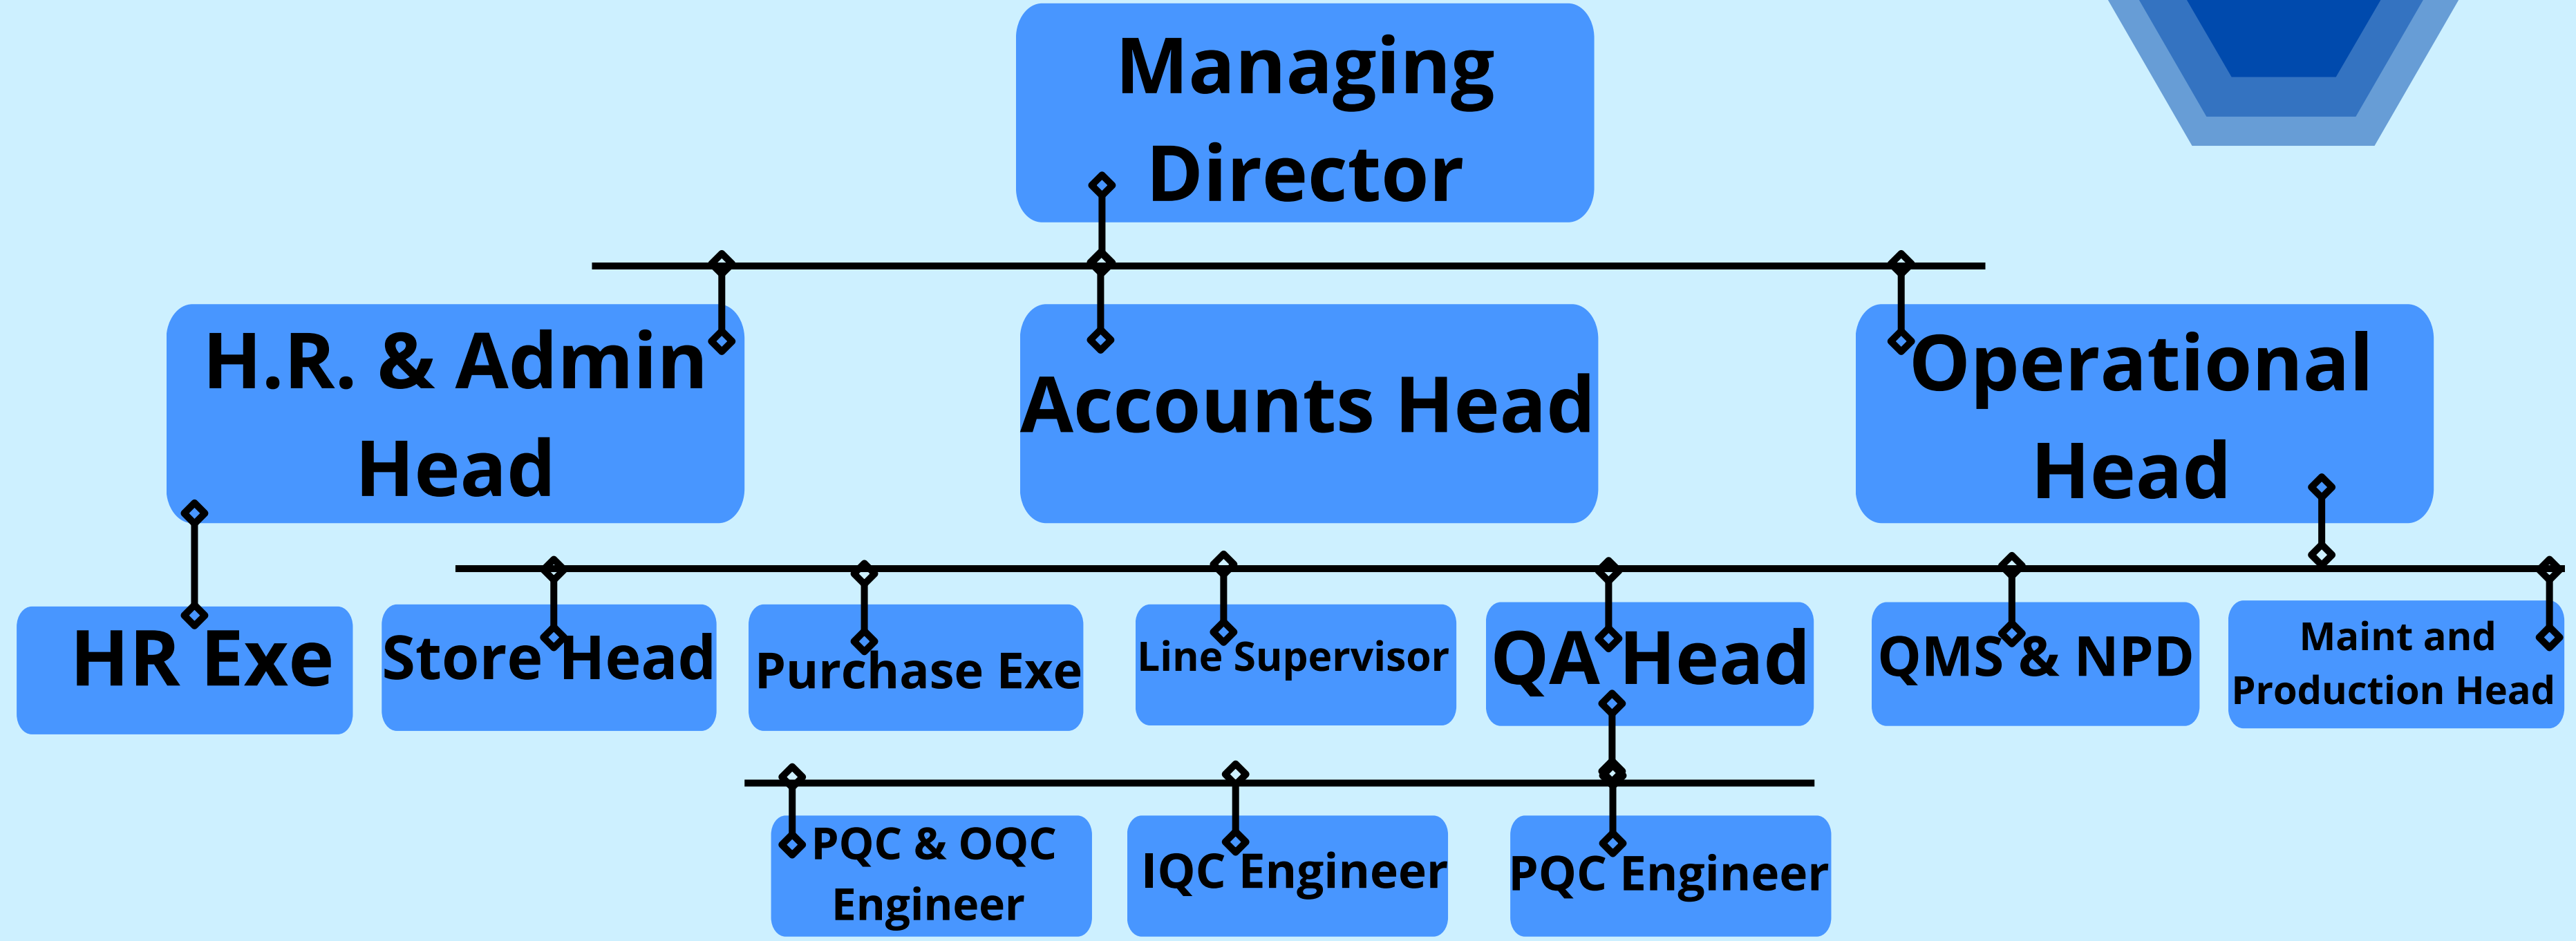 Managing
Director
H.R. & Admin
Head
Accounts Head
Operational
Head
HR Exe
Store Head
Purchase Exe
Line Supervisor
QA Head
QMS & NPD
Maint and
Production Head
PQC & OQC
Engineer
IQC Engineer
PQC Engineer